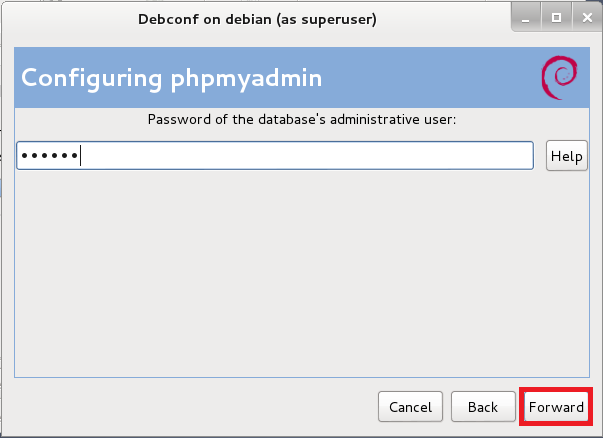 Debconf on debian (as superuser)
Configuring phpmyadmin
Password of the database's administrative user:
••••••
Help
Cancel
Back
Forward